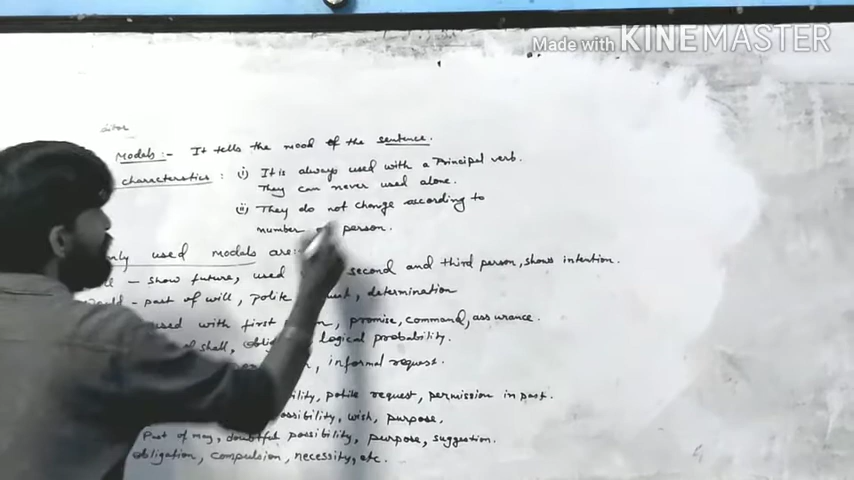 Made with KINEMASTER
Modals :- It tells the mood of the sentence.
characterstics : (i) It is always used with a Principal verb.
They can never used alone.
(ii) They do not change according to
number person.
used modals are:-
- show future, used second and third person, shows intention.
- past of will, polite , determination
used with first , promise, command, assurance.
of shall, logical probability.
, informal request.
polite request, permission in past.
possibility, wish, purpose.
Past of may, doubtful possibility, purpose, suggestion.
obligation, compulsion, necessity, etc.